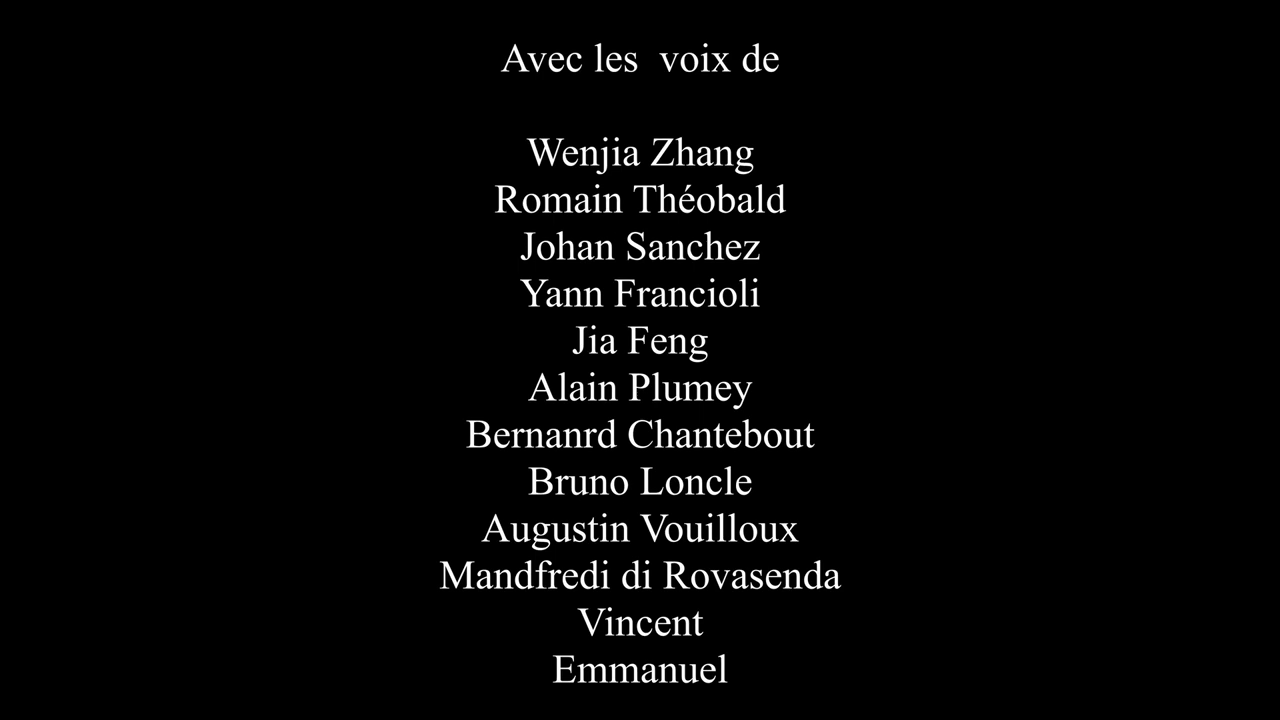 Avec les  voix de
Wenjia Zhang
Romain Théobald
Johan Sanchez
Yann Francioli
Jia Feng
Alain Plumey
Bernanrd Chantebout
Bruno Loncle
Augustin Vouilloux
Mandfredi di Rovasenda
Vincent
Emmanuel